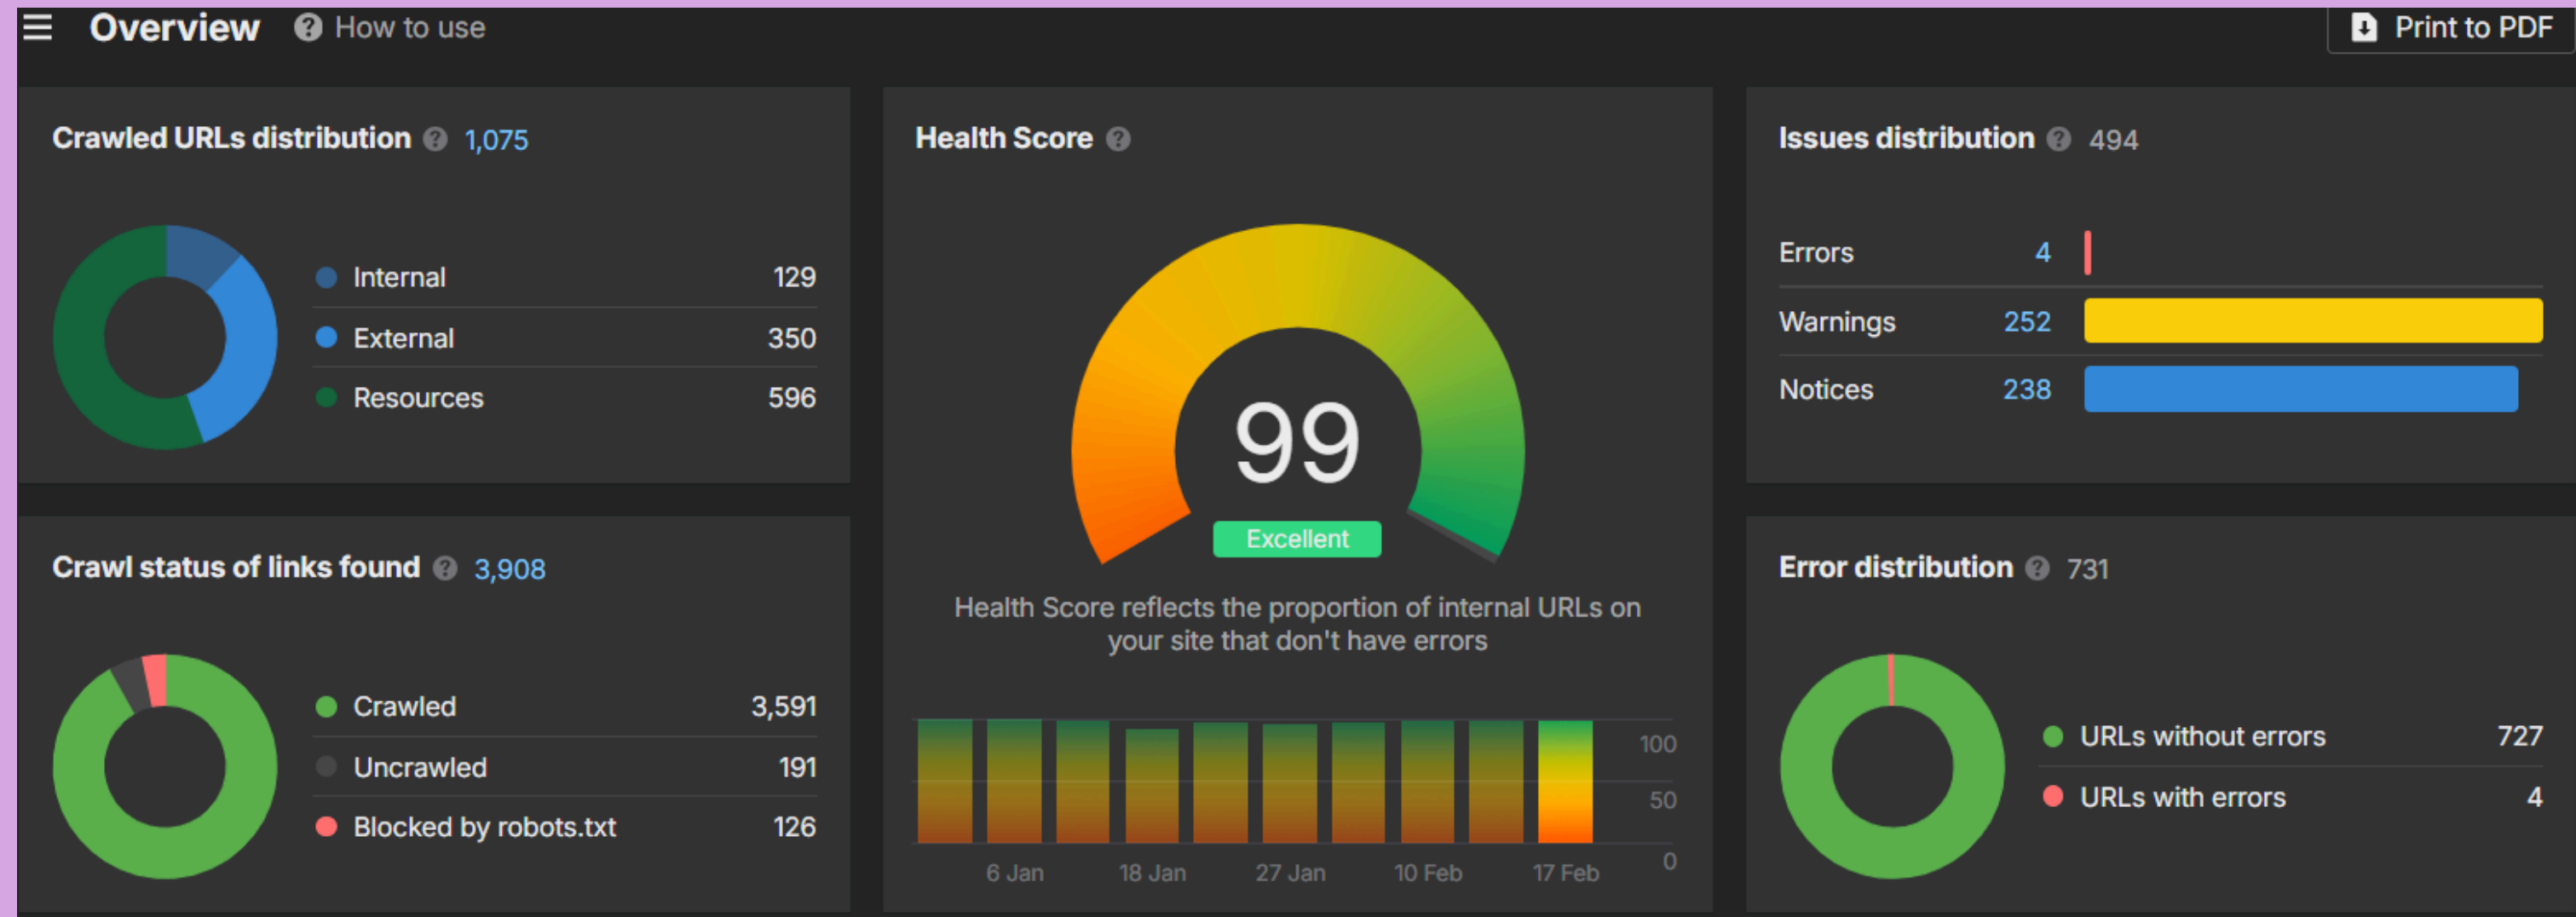 Overview
How to use
Print to PDF
Crawled URLs distribution ? 1,075
Internal 129
External 350
Resources 596
Crawl status of links found ? 3,908
Crawled 3,591
Uncrawled 191
Blocked by robots.txt 126
Health Score ?
99
Excellent
Health Score reflects the proportion of internal URLs on
your site that don't have errors
100
50
0
6 Jan 18 Jan 27 Jan 10 Feb 17 Feb
Issues distribution ? 494
Errors 4
Warnings 252
Notices 238
Error distribution ? 731
URLs without errors 727
URLs with errors 4